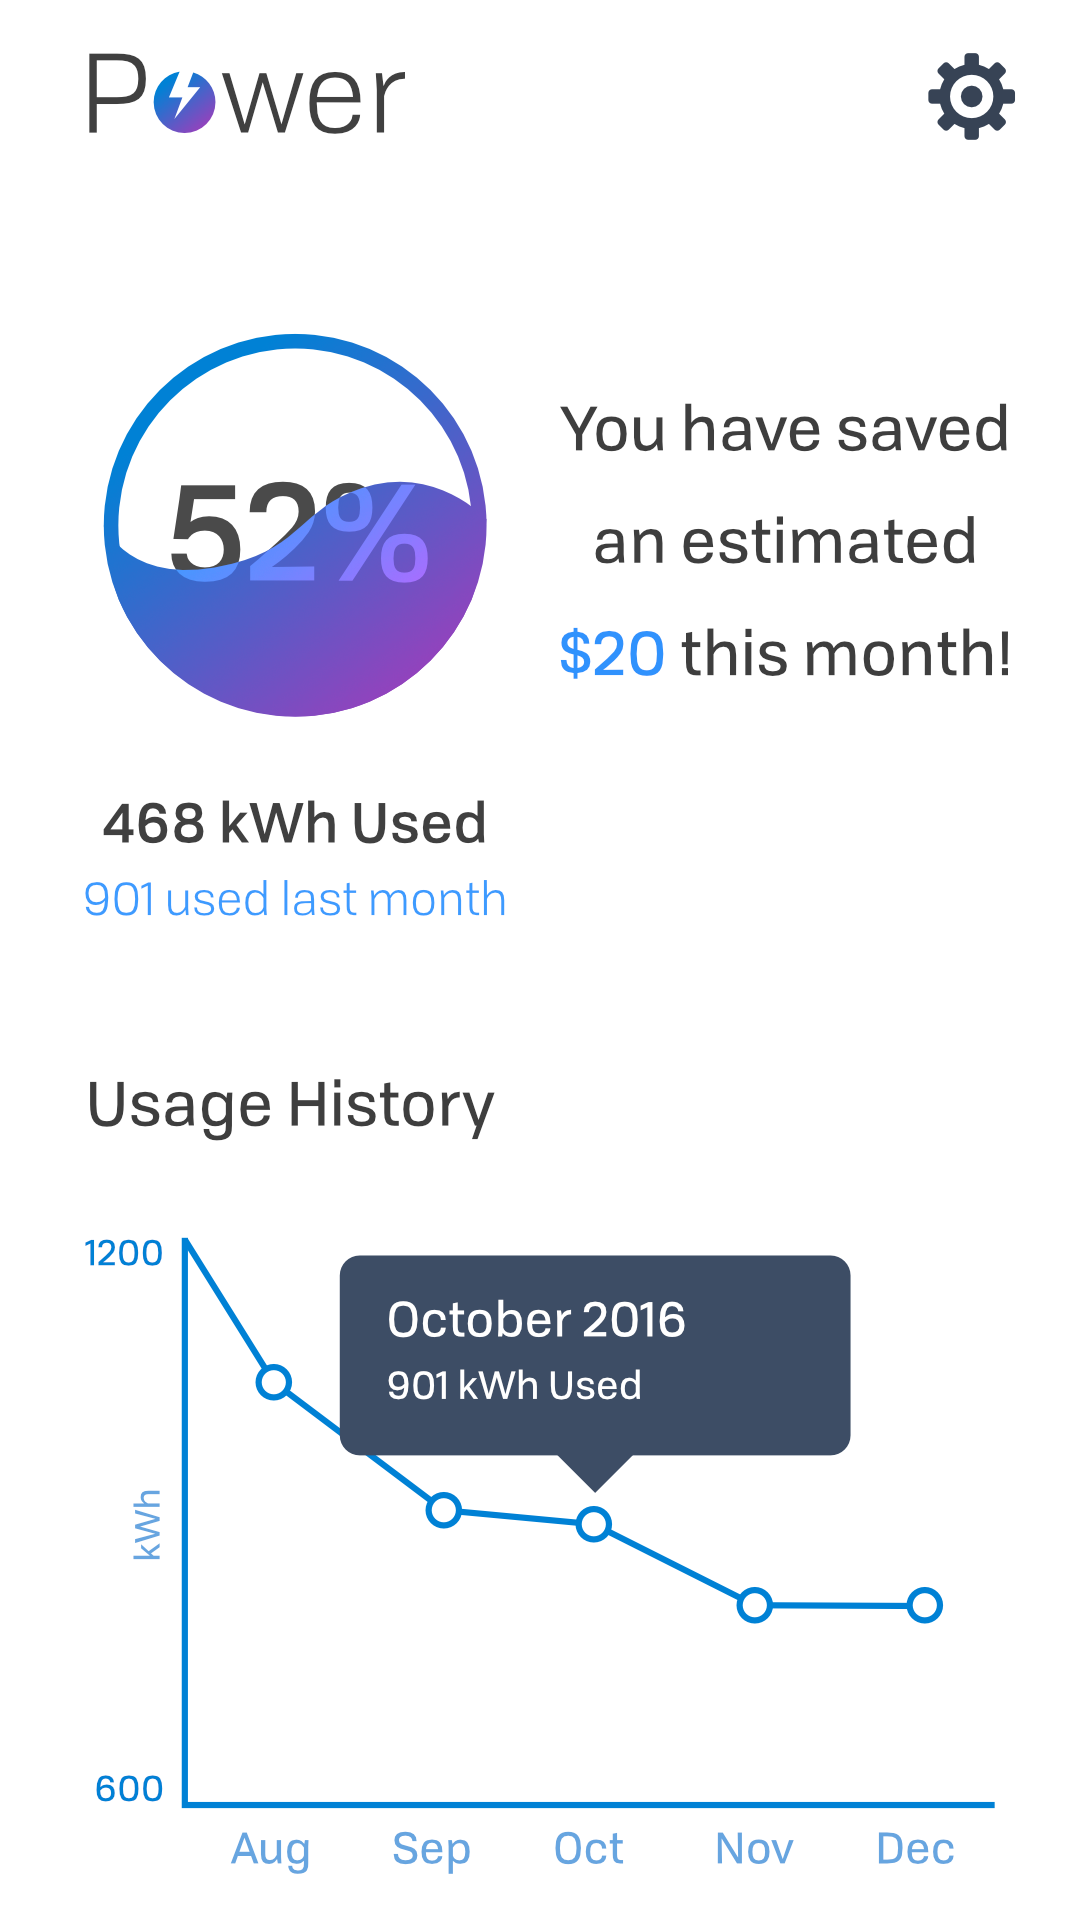 Power
52%
You have saved
an estimated
$20 this month!
468 kWh Used
901 used last month
Usage History
1200
October 2016
901 kWh Used
kWh
600
Aug Sep Oct Nov Dec